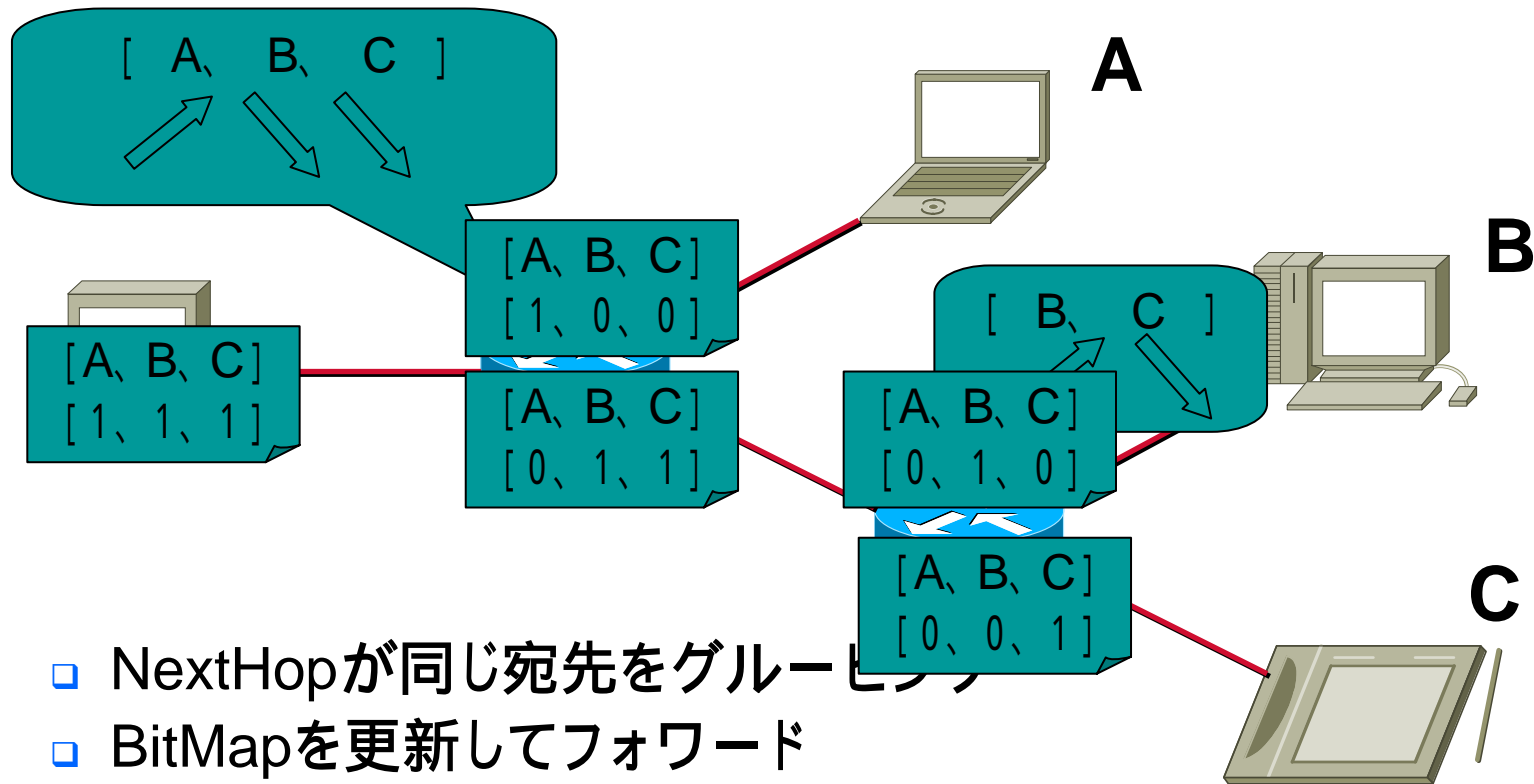 [ A、 B、 C ]
A
[A、B、C]
[1、0、0]
B
[ B、 C ]
[A、B、C]
[1、1、1]
[A、B、C]
[0、1、1]
[A、B、C]
[0、1、0]
[A、B、C]
[0、0、1]
C
NextHopが同じ宛先をグルーピング
BitMapを更新してフォワード